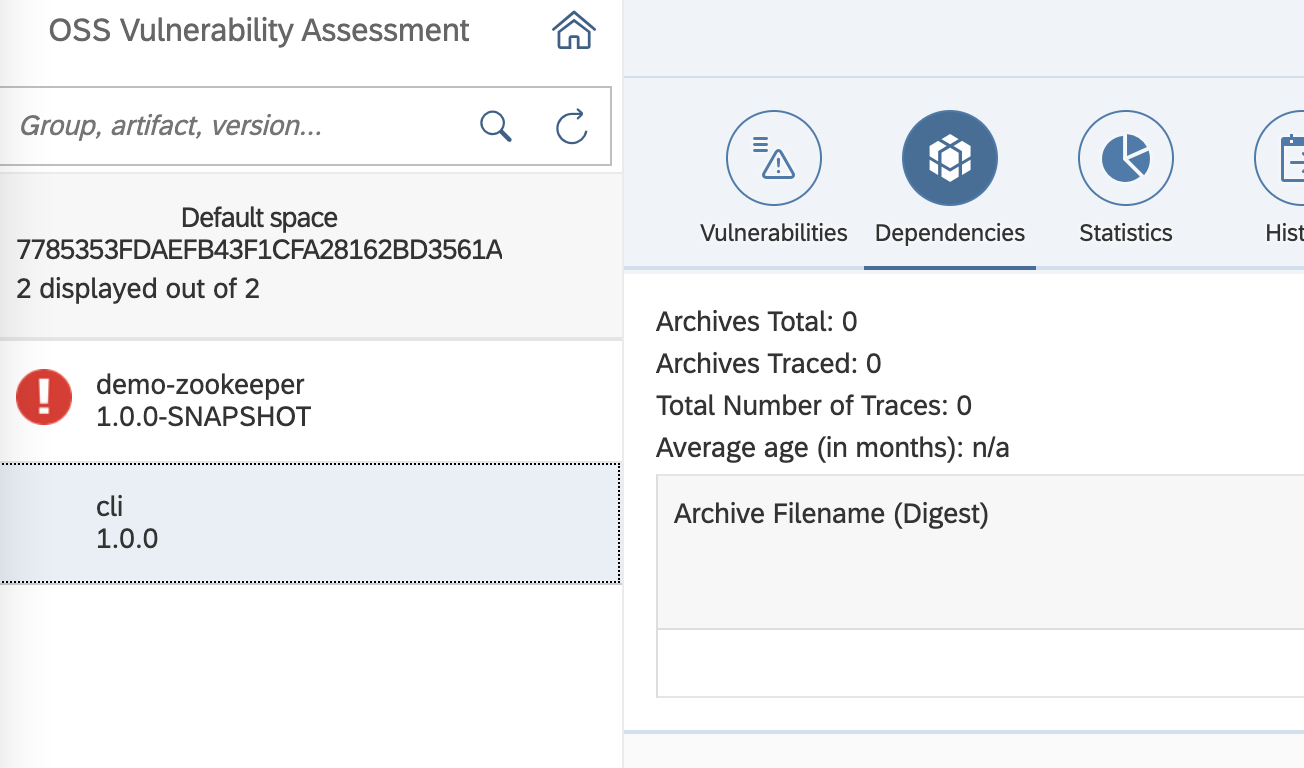 OSS Vulnerability Assessment
Group, artifact, version...
Default space
7785353FDAEFB43F1CFA28162BD3561A
2 displayed out of 2
demo-zookeeper
1.0.0-SNAPSHOT
cli
1.0.0
Vulnerabilities
Dependencies
Statistics
Hist
Archives Total: 0
Archives Traced: 0
Total Number of Traces: 0
Average age (in months): n/a
Archive Filename (Digest)